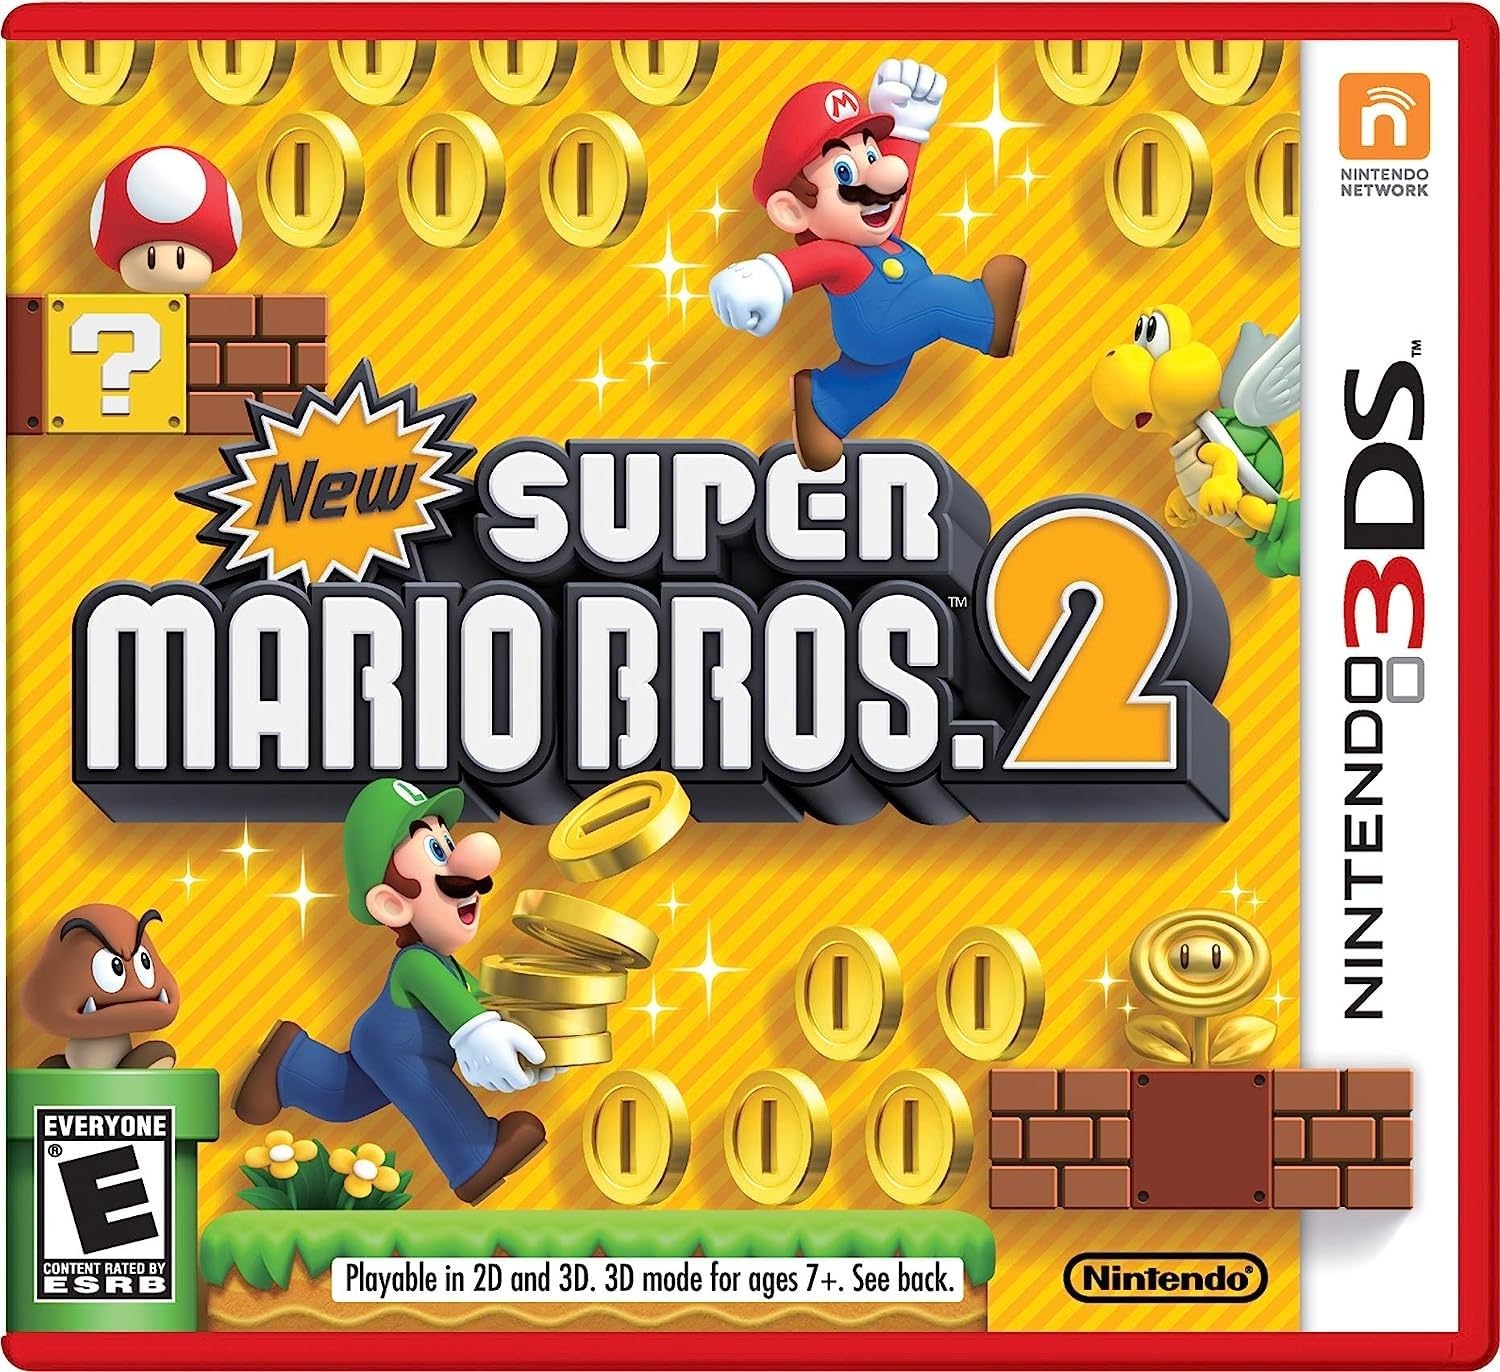 n
NINTENDO
NETWORK
M
?
New
SUPER
MARIO BROS.™ 2
NINTENDO 3DS™
L
EVERYONE
E®
CONTENT RATED BY
ESRB
Playable in 2D and 3D. 3D mode for ages 7+. See back.
Nintendo®